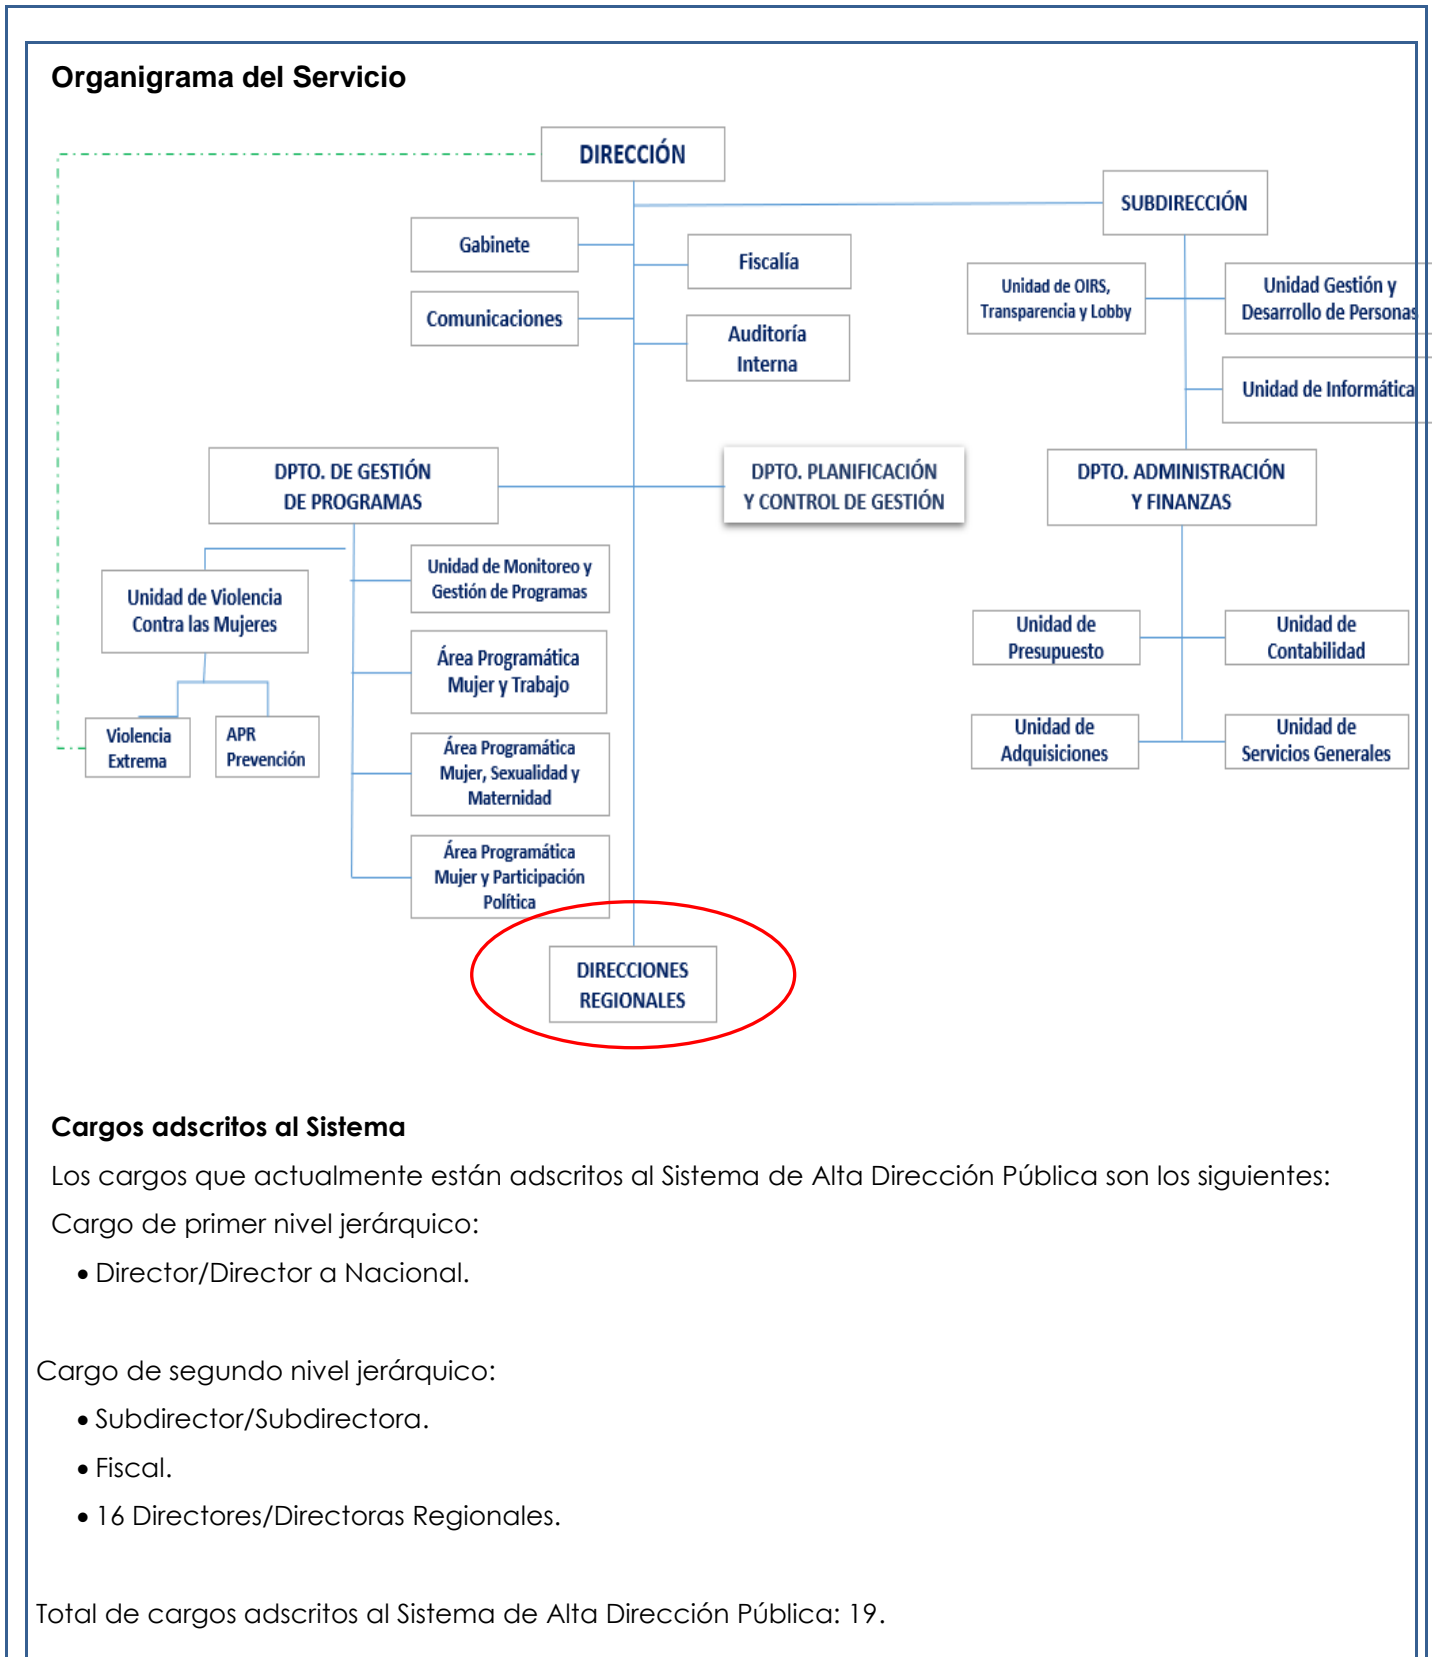 Organigrama del Servicio
DIRECCIÓN
SUBDIRECCIÓN
Gabinete
Fiscalía
Comunicaciones
Auditoría
Interna
Unidad de OIRS,
Transparencia y Lobby
Unidad Gestión y
Desarrollo de Personas
Unidad de Informática
DPTO. DE GESTIÓN
DE PROGRAMAS
DPTO. PLANIFICACIÓN
Y CONTROL DE GESTIÓN
DPTO. ADMINISTRACIÓN
Y FINANZAS
Unidad de Violencia
Contra las Mujeres
Unidad de Monitoreo y
Gestión de Programas
Área Programática
Mujer y Trabajo
Violencia
Extrema
APR
Prevención
Área Programática
Mujer, Sexualidad y
Maternidad
Área Programática
Mujer y Participación
Política
Unidad de
Presupuesto
Unidad de
Contabilidad
Unidad de
Adquisiciones
Unidad de
Servicios Generales
DIRECCIONES
REGIONALES
Cargos adscritos al Sistema
Los cargos que actualmente están adscritos al Sistema de Alta Dirección Pública son los siguientes:
Cargo de primer nivel jerárquico:
• Director/Director a Nacional.
Cargo de segundo nivel jerárquico:
• Subdirector/Subdirectora.
• Fiscal.
• 16 Directores/Directoras Regionales.
Total de cargos adscritos al Sistema de Alta Dirección Pública: 19.